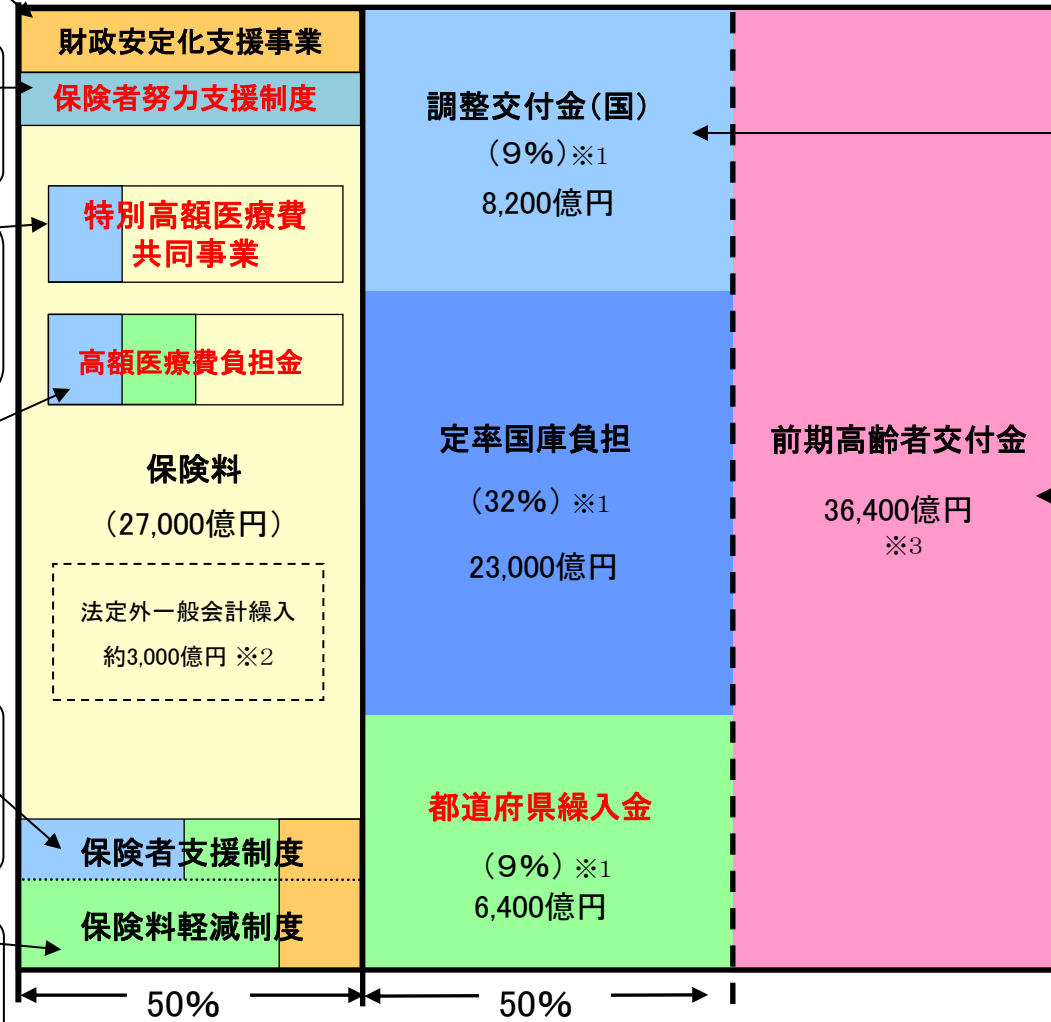 財政安定化支援事業
保険者努力支援制度
特別高額医療費
共同事業
高額医療費負担金
保険料
（27,000億円）
法定外一般会計繰入
約3,000億円 ※2
保険者支援制度
保険料軽減制度
50%
調整交付金（国）
（9%）※1
8,200億円
定率国庫負担
（32%）※1
23,000億円
都道府県繰入金
（9%）※1
6,400億円
50%
前期高齢者交付金
36,400億円
※3